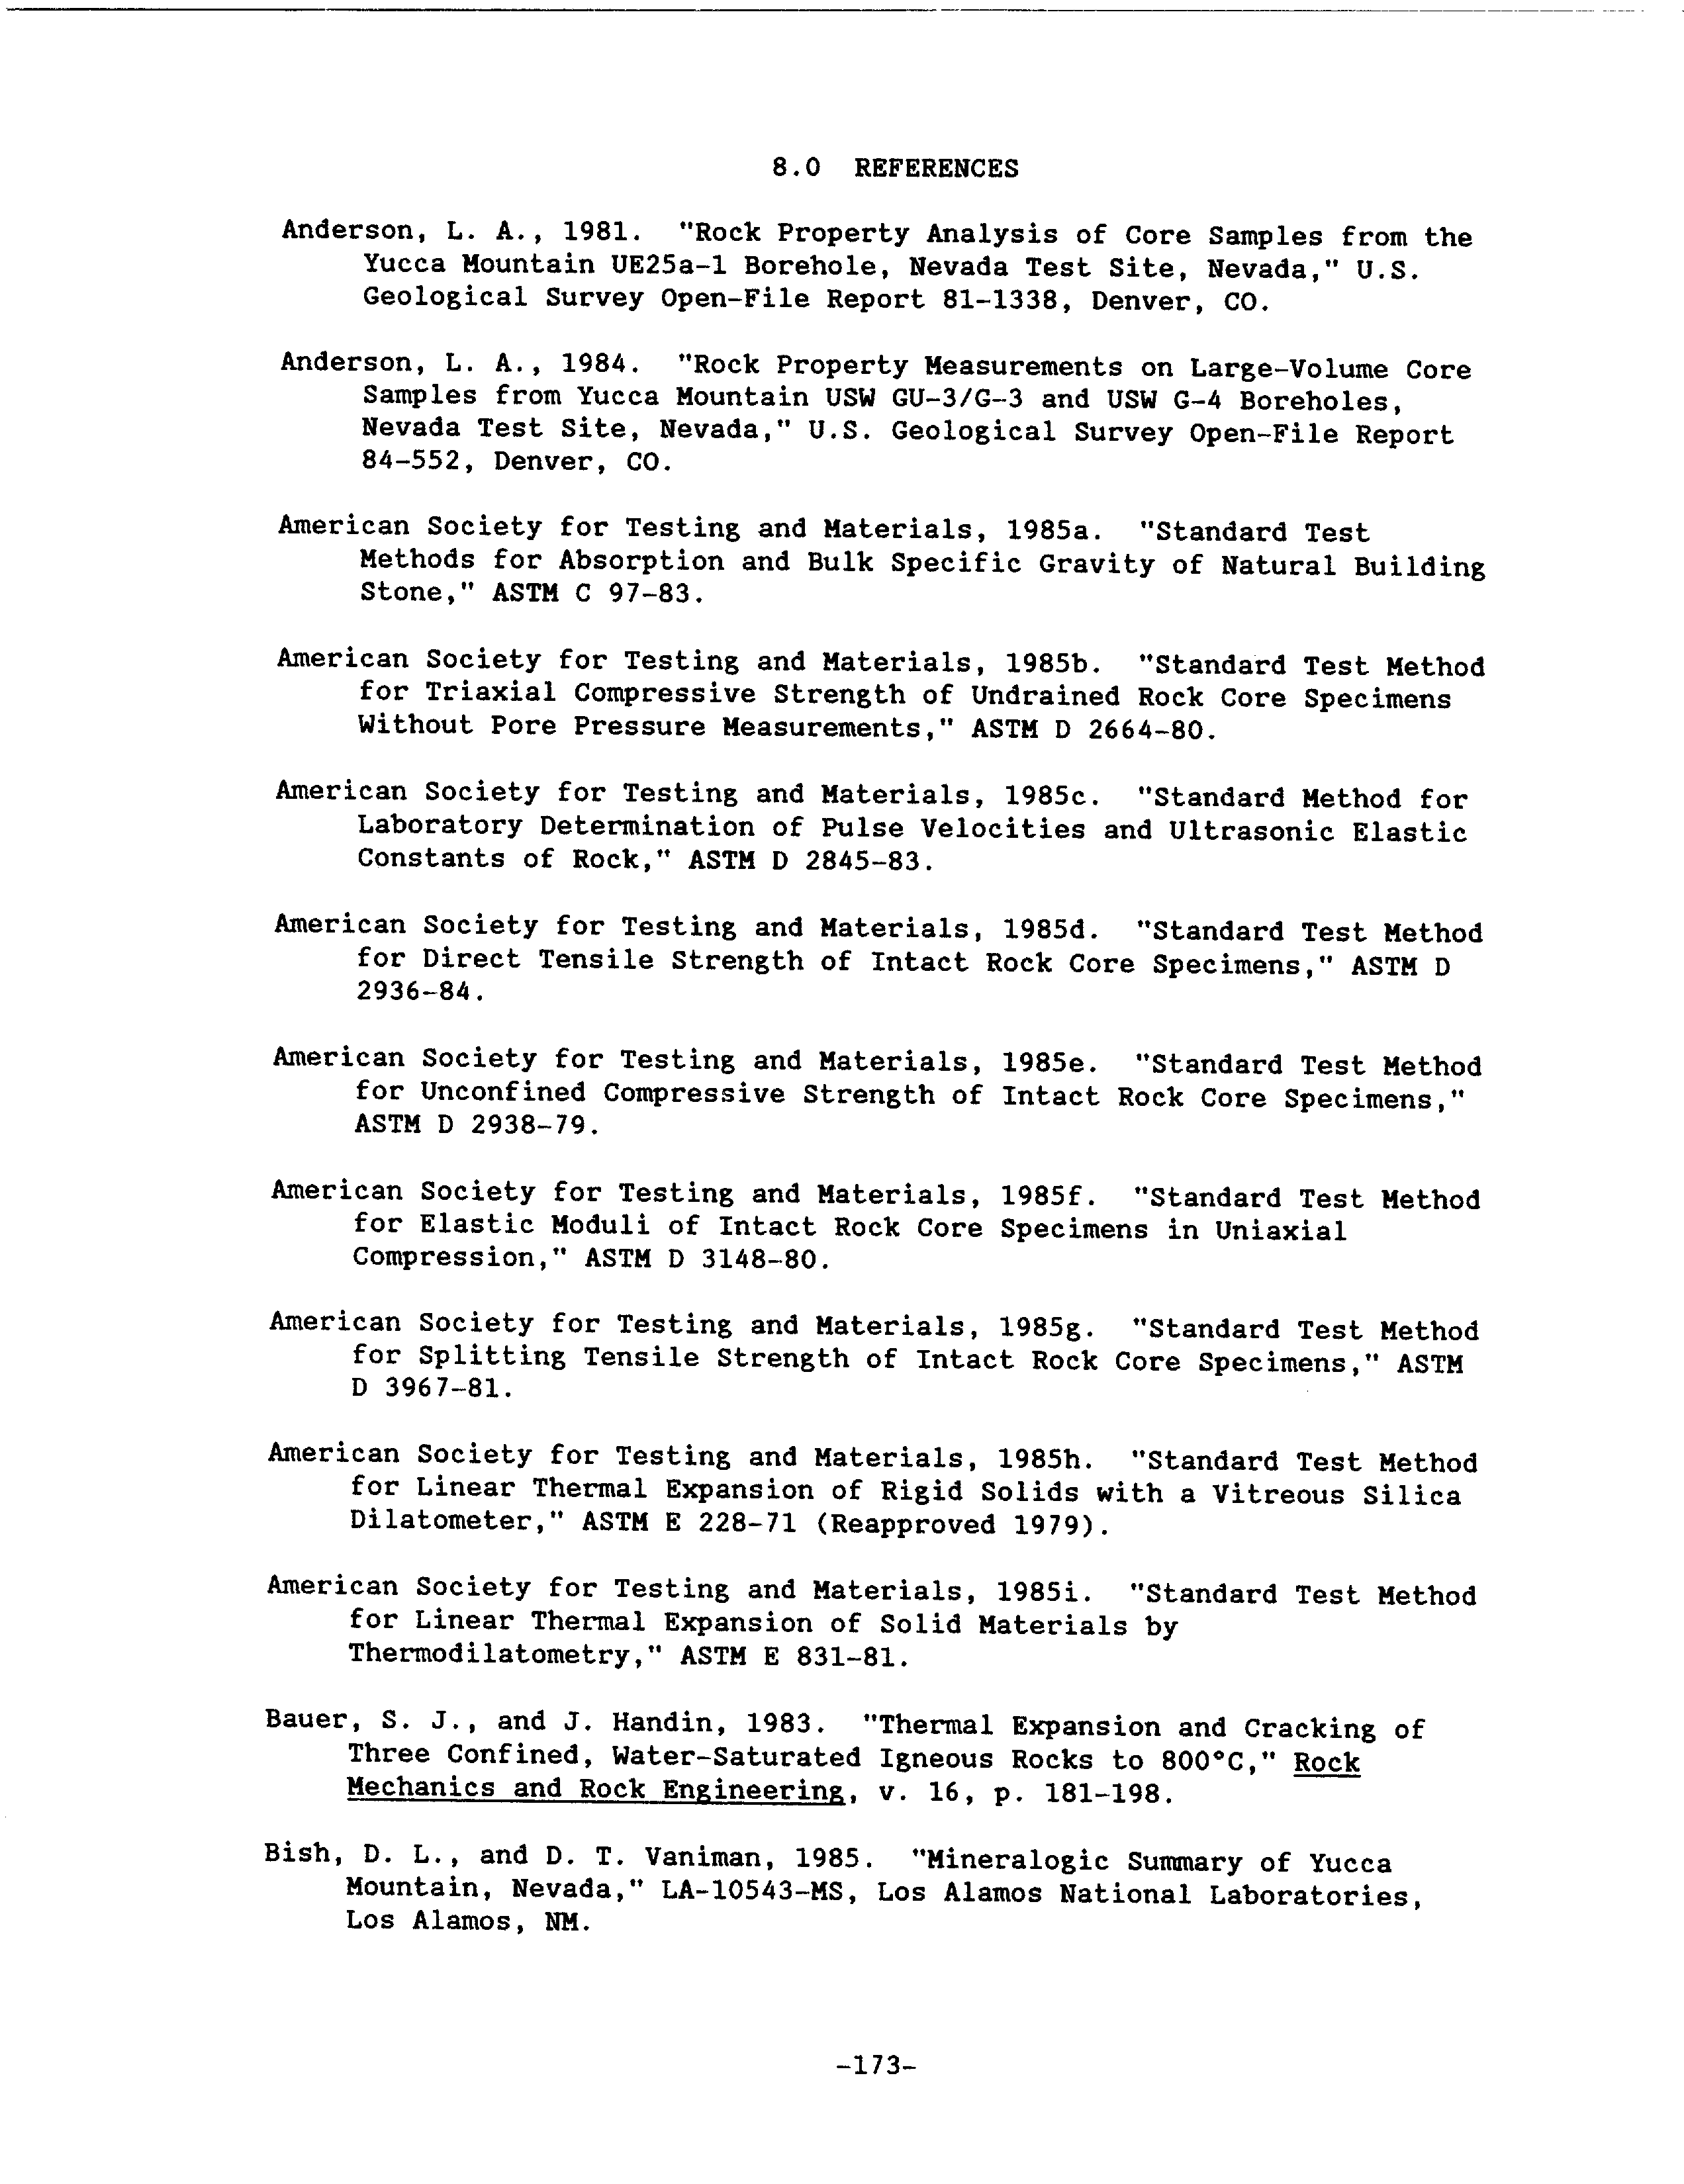 8.0 REFERENCES
Anderson, L. A., 1981. "Rock Property Analysis of Core Samples from the
Yucca Mountain UE25a-1 Borehole, Nevada Test Site, Nevada," U.S.
Geological Survey Open-File Report 81-1338, Denver, CO.
Anderson, L. A., 1984. "Rock Property Measurements on Large-Volume Core
Samples from Yucca Mountain USW GU-3/G-3 and USW G-4 Boreholes,
Nevada Test Site, Nevada," U.S. Geological Survey Open-File Report
84-552, Denver, CO.
American Society for Testing and Materials, 1985a. "Standard Test
Methods for Absorption and Bulk Specific Gravity of Natural Building
Stone," ASTM C 97-83.
American Society for Testing and Materials, 1985b. "Standard Test Method
for Triaxial Compressive Strength of Undrained Rock Core Specimens
Without Pore Pressure Measurements," ASTM D 2664-80.
American Society for Testing and Materials, 1985c. "Standard Method for
Laboratory Determination of Pulse Velocities and Ultrasonic Elastic
Constants of Rock," ASTM D 2845-83.
American Society for Testing and Materials, 1985d. "Standard Test Method
for Direct Tensile Strength of Intact Rock Core Specimens," ASTM D
2936-84.
American Society for Testing and Materials, 1985e. "Standard Test Method
for Unconfined Compressive Strength of Intact Rock Core Specimens,"
ASTM D 2938-79.
American Society for Testing and Materials, 1985f. "Standard Test Method
for Elastic Moduli of Intact Rock Core Specimens in Uniaxial
Compression," ASTM D 3148-80.
American Society for Testing and Materials, 1985g. "Standard Test Method
for Splitting Tensile Strength of Intact Rock Core Specimens," ASTM
D 3967-81.
American Society for Testing and Materials, 1985h. "Standard Test Method
for Linear Thermal Expansion of Rigid Solids with a Vitreous Silica
Dilatometer," ASTM E 228-71 (Reapproved 1979).
American Society for Testing and Materials, 1985i. "Standard Test Method
for Linear Thermal Expansion of Solid Materials by
Thermodilatometry," ASTM E 831-81.
Bauer, S. J., and J. Handin, 1983. "Thermal Expansion and Cracking of
Three Confined, Water-Saturated Igneous Rocks to 800°C," Rock
Mechanics and Rock Engineering, v. 16, p. 181-198.
Bish, D. L., and D. T. Vaniman, 1985. "Mineralogic Summary of Yucca
Mountain, Nevada," LA-10543-MS, Los Alamos National Laboratories,
Los Alamos, NM.
-173-